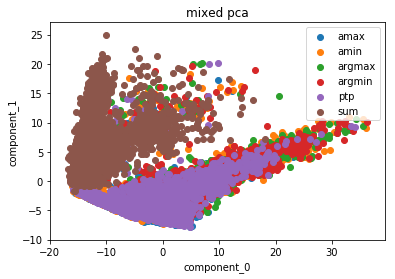 mixed pca
amax
amin
argmax
argmin
ptp
sum
component_1
25
20
15
10
5
0
−5
−10
−20
−10
0
10
20
30
component_0